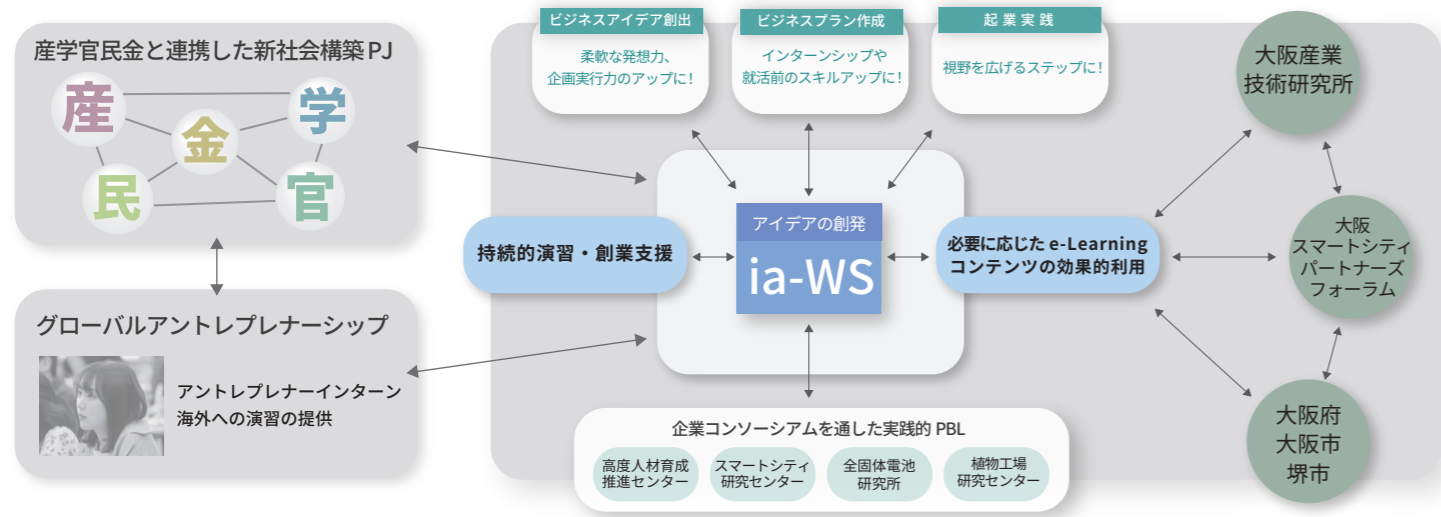 産学官民金と連携した新社会構築PJ
産
学
金
民
官
グローバルアントレプレナーシップ
アントレプレナーインターン
海外への演習の提供
ビジネスアイデア創出
柔軟な発想力、
企画実行力のアップに!
ビジネスプラン作成
インターンシップや
就活前のスキルアップに!
起業実践
視野を広げるステップに!
持続的演習・創業支援
アイデアの創発
ia-WS
必要に応じた e-Learning
コンテンツの効果的利用
企業コンソーシアムを通した実践的 PBL
高度人材育成
推進センター
スマートシティ
研究センター
全固体電池
研究所
植物工場
研究センター
大阪産業
技術研究所
大阪
スマートシティ
パートナーズ
フォーラム
大阪府
大阪市
堺市